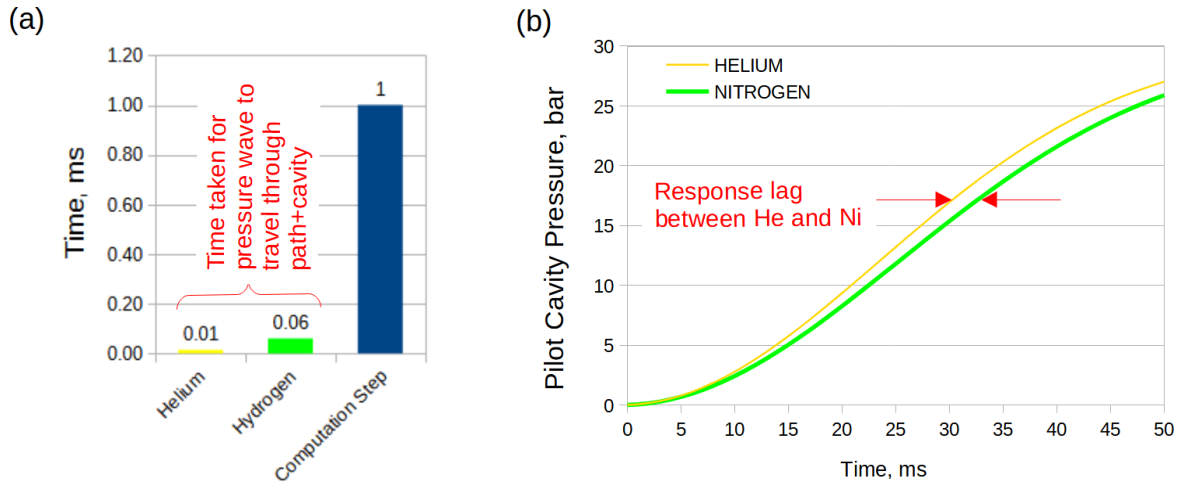 (a)
1.20
1.00
0.80
0.60
0.40
0.20
0.00
Time, ms
Time taken for
pressure wave to
travel through
path+cavity
0.01
0.06
1
Helium
Hydrogen
Computation Step
(b)
30
25
20
15
10
5
0
Pilot Cavity Pressure, bar
HELIUM
NITROGEN
Response lag
between He and Ni
0 5 10 15 20 25 30 35 40 45 50
Time, ms